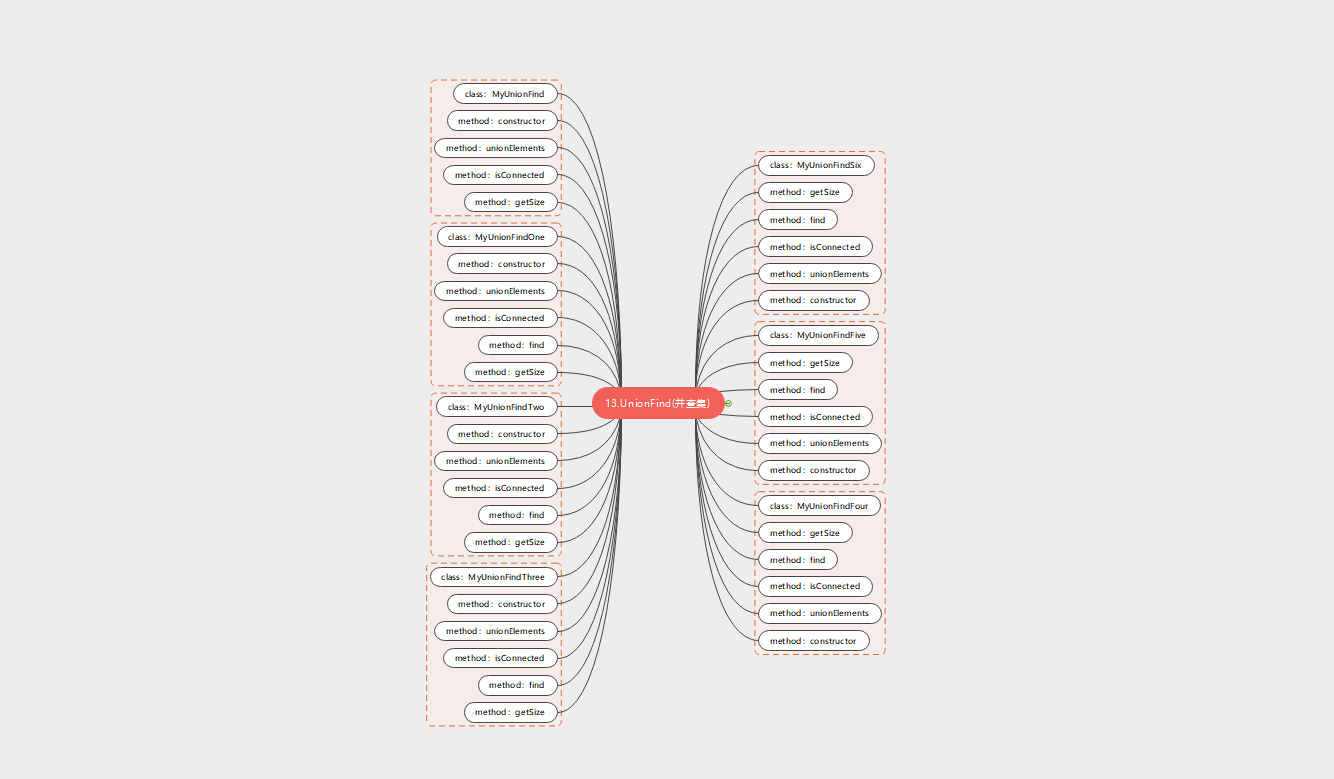 class: MyUnionFind
method: constructor
method: unionElements
method: isConnected
method: getSize
class: MyUnionFindOne
method: constructor
method: unionElements
method: isConnected
method: find
method: getSize
class: MyUnionFindTwo
method: constructor
method: unionElements
method: isConnected
method: find
method: getSize
class: MyUnionFindThree
method: constructor
method: unionElements
method: isConnected
method: find
method: getSize
13.UnionFind(并查集)
class: MyUnionFindSix
method: getSize
method: find
method: isConnected
method: unionElements
method: constructor
class: MyUnionFindFive
method: getSize
method: find
method: isConnected
method: unionElements
method: constructor
class: MyUnionFindFour
method: getSize
method: find
method: isConnected
method: unionElements
method: constructor